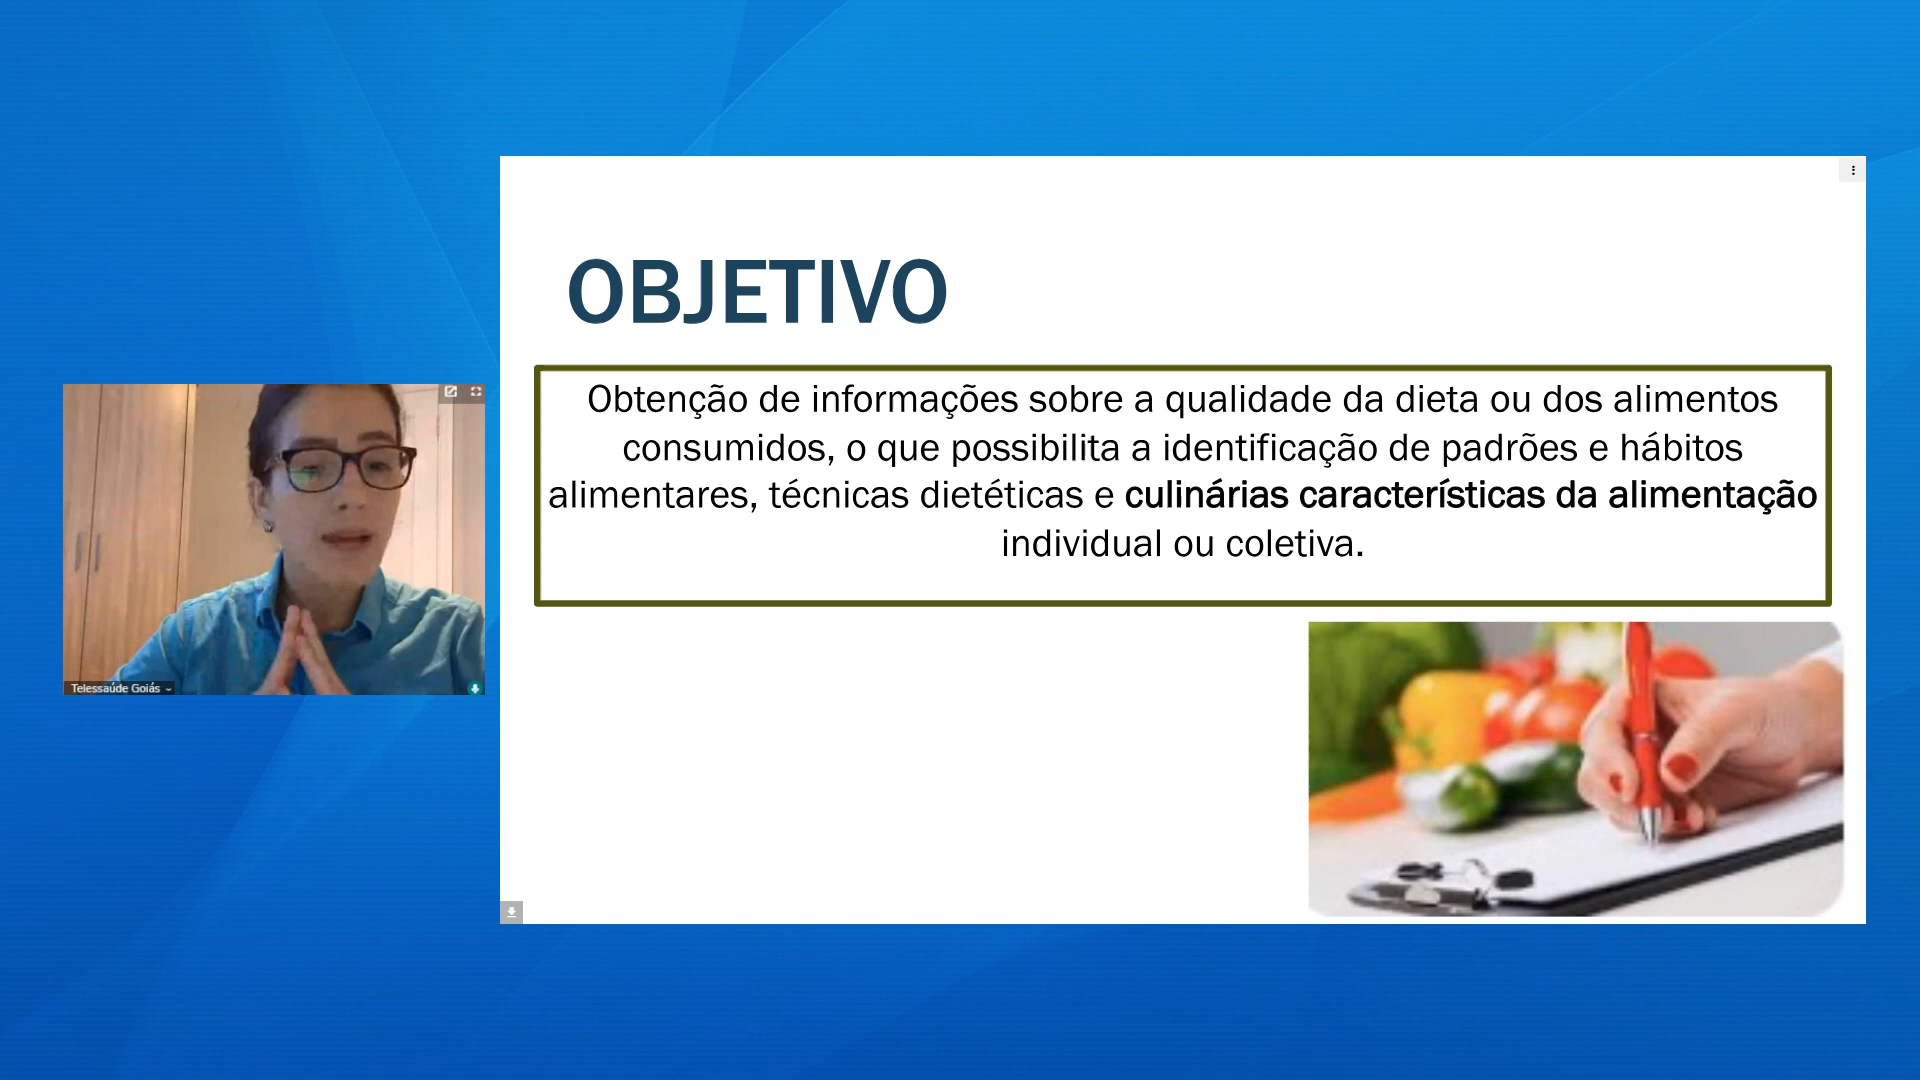 OBJETIVO
Obtenção de informações sobre a qualidade da dieta ou dos alimentos
consumidos, o que possibilita a identificação de padrões e hábitos
alimentares, técnicas dietéticas e culinárias características da alimentação
individual ou coletiva.
Telessaúde Goiás